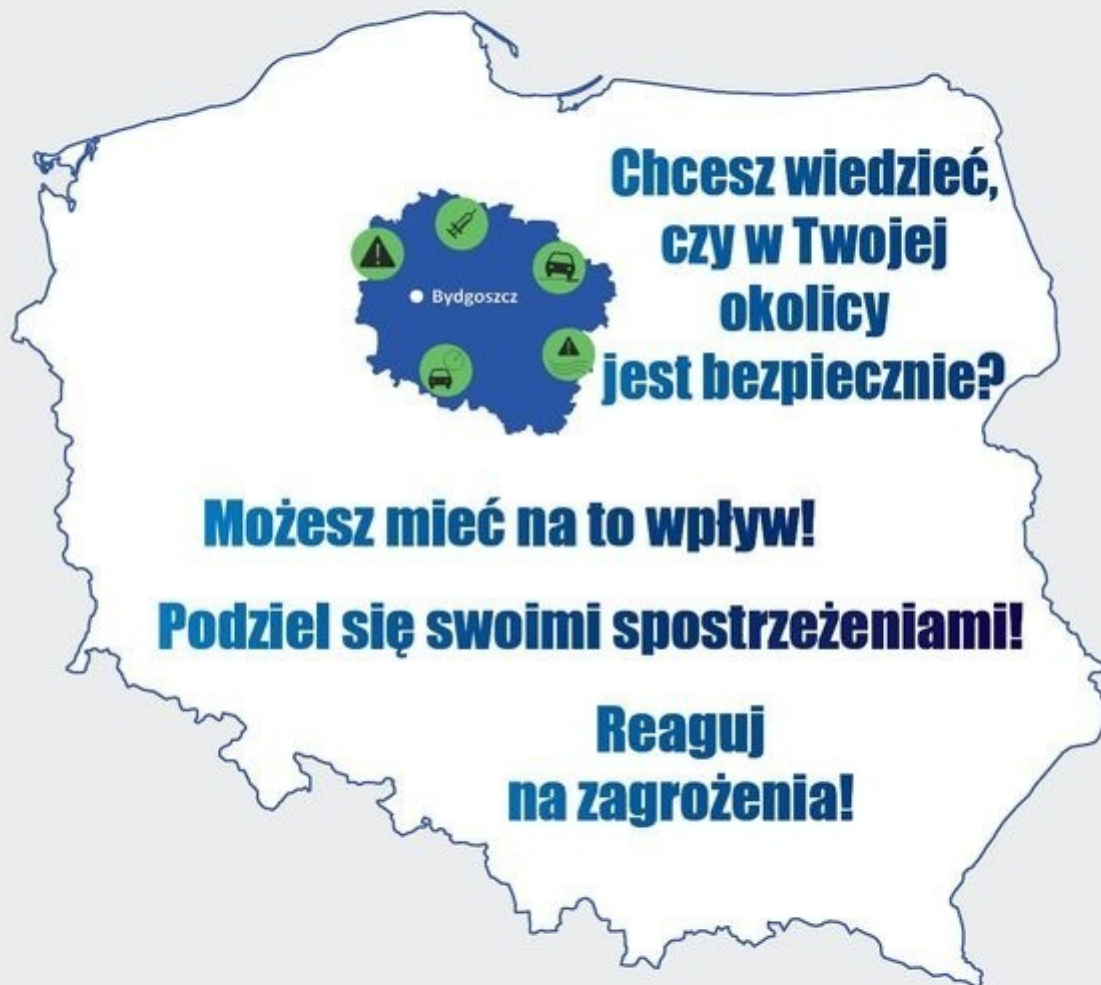 Chcesz wiedzieć,
czy w Twojej
okolicy
jest bezpiecznie?
Bydgoszcz
Możesz mieć na to wpływ!
Podziel się swoimi spostrzeżeniami!
Reaguj
na zagrożenia!